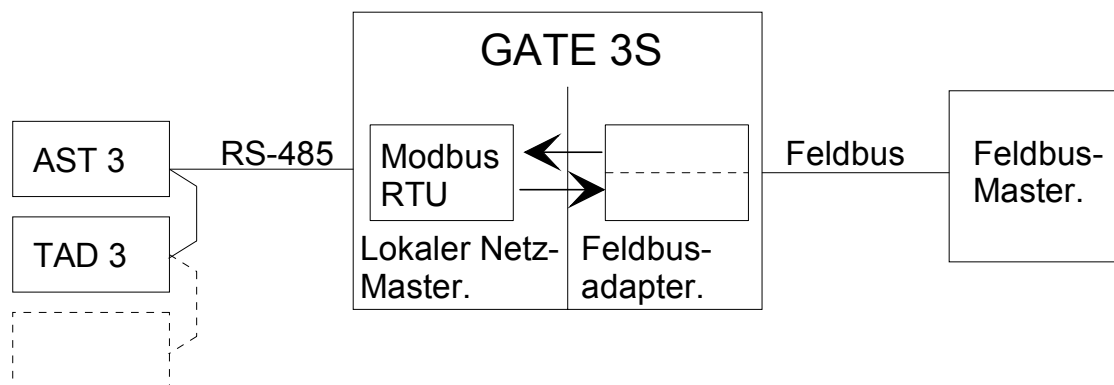 GATE 3S
AST 3
TAD 3
RS-485
Modbus
RTU
Lokaler Netz-
Master.
Feldbus-
adapter.
Feldbus
Feldbus-
Master.